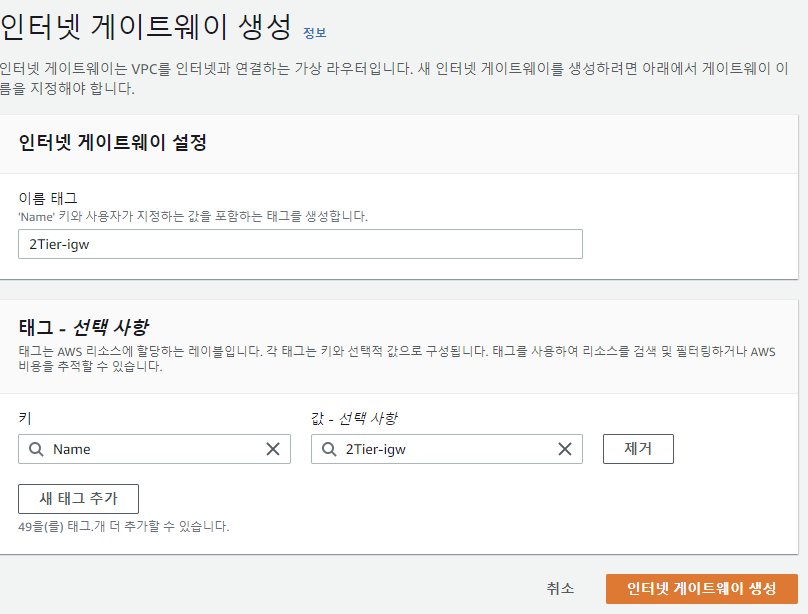 인터넷 게이트웨이 생성 정보
인터넷 게이트웨이는 VPC를 인터넷과 연결하는 가상 라우터입니다. 새 인터넷 게이트웨이를 생성하려면 아래에서 게이트웨이 이
름을 지정해야 합니다.
인터넷 게이트웨이 설정
이름 태그
'Name' 키와 사용자가 지정하는 값을 포함하는 태그를 생성합니다.
2Tier-igw
태그 - 선택 사항
태그는 AWS 리소스에 할당하는 레이블입니다. 각 태그는 키와 선택적 값으로 구성됩니다. 태그를 사용하여 리소스를 검색 및 필터링하거나 AWS
비용을 추적할 수 있습니다.
키 값 - 선택 사항
Name 2Tier-igw 제거
새 태그 추가
49을(를) 태그.개 더 추가할 수 있습니다.
취소 인터넷 게이트웨이 생성